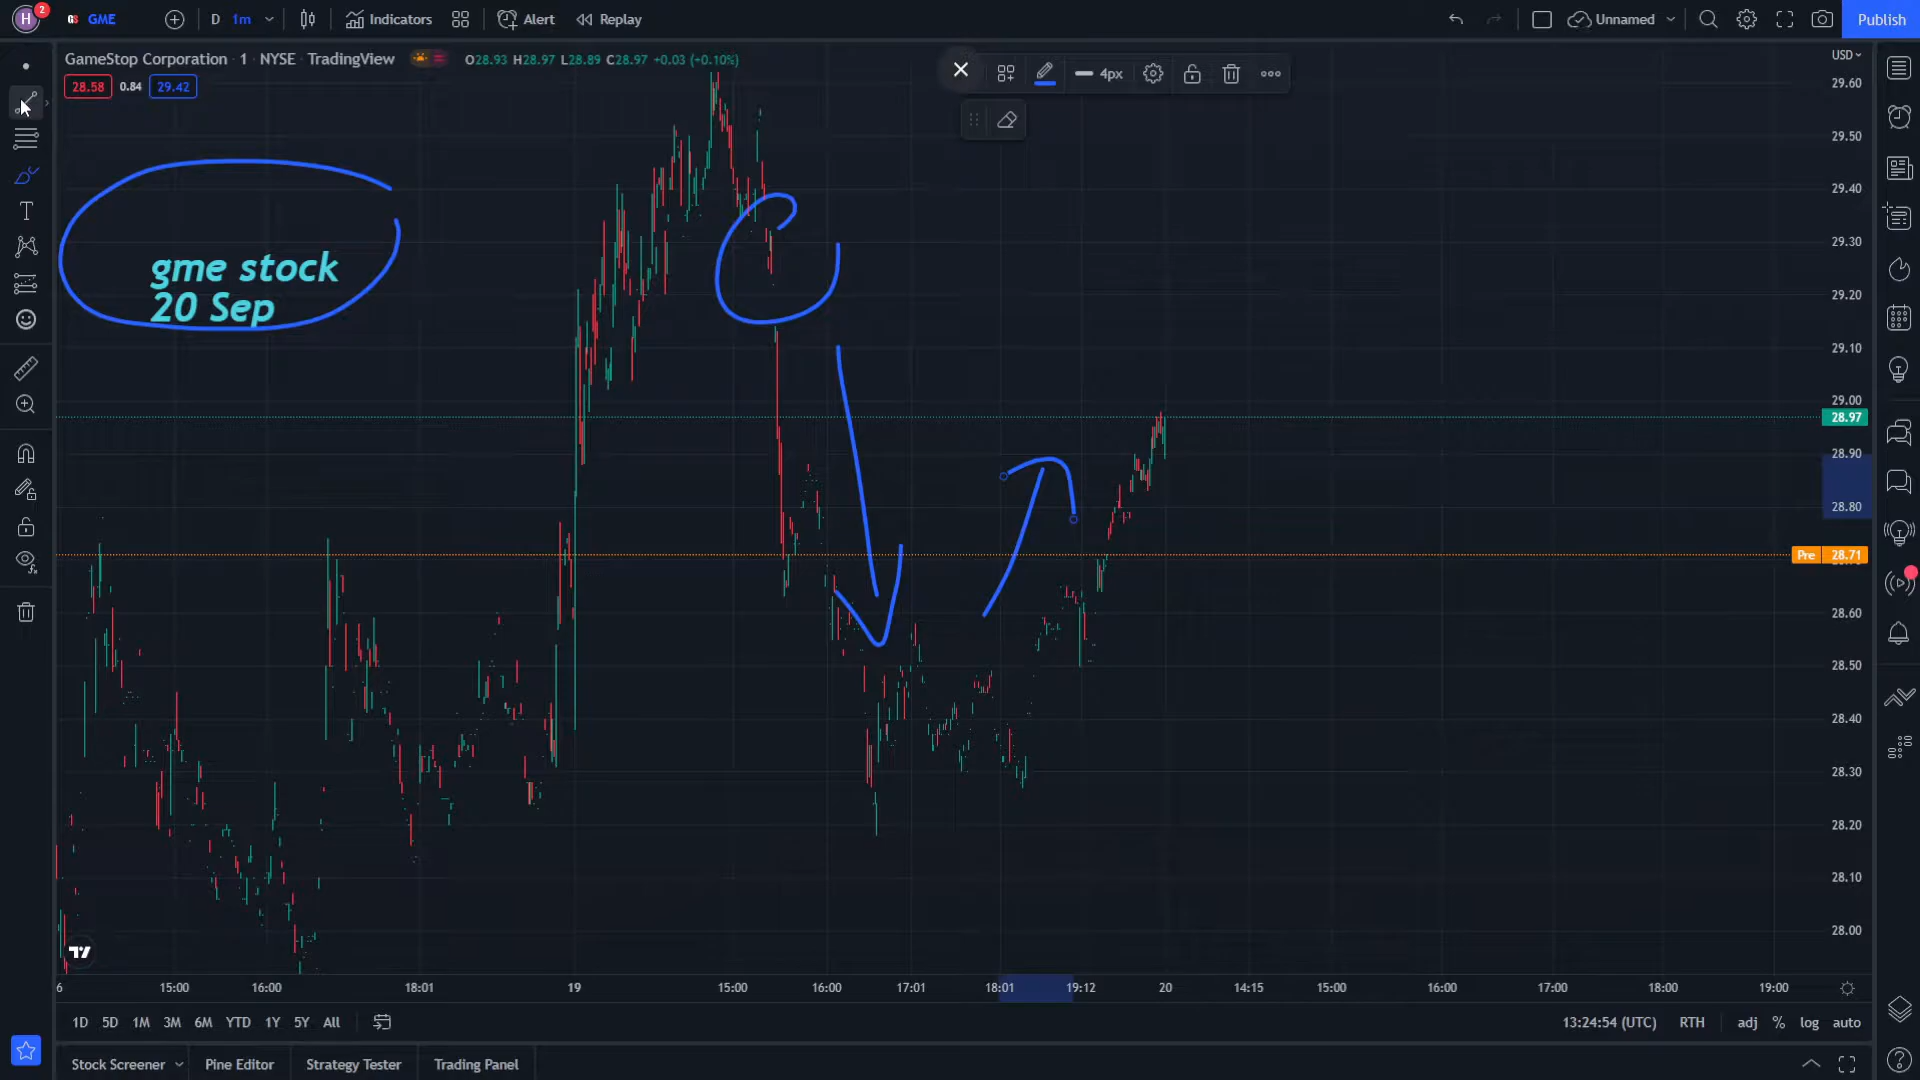 H
2
GME
D
1m
Indicators
Alert
Replay
Unnamed
Publish
GameStop Corporation · 1 · NYSE · TradingView
O28.93 H28.97 L28.89 C28.97 +0.03 (+0.10%)
28.58
0.84
29.42
4px
USD
gme stock
20 Sep
29.60
29.50
29.40
29.30
29.20
29.10
29.00
28.97
28.90
28.80
Pre 28.71
28.60
28.50
28.40
28.30
28.20
28.10
28.00
6
15:00
16:00
18:01
19
15:00
16:00
17:01
18:01
19:12
20
14:15
15:00
16:00
17:00
18:00
19:00
1D
5D
1M
3M
6M
YTD
1Y
5Y
All
13:24:54 (UTC)
RTH
adj
%
log
auto
Stock Screener
Pine Editor
Strategy Tester
Trading Panel